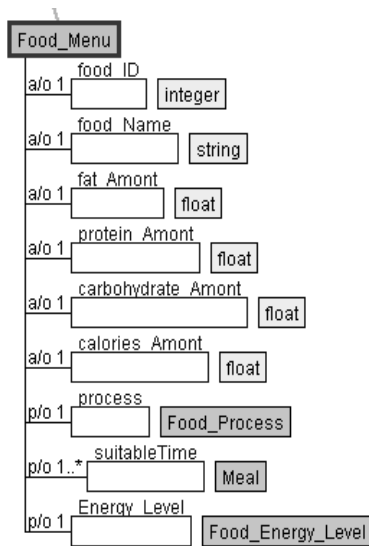 Food_Menu
food_ID
a/o 1 integer
food_Name
a/o 1 string
fat_Amont
a/o 1 float
protein_Amont
a/o 1 float
carbohydrate_Amont
a/o 1 float
calories_Amont
a/o 1 float
process
p/o 1 Food_Process
suitableTime
p/o 1..* Meal
Energy_Level
p/o 1 Food_Energy_Level